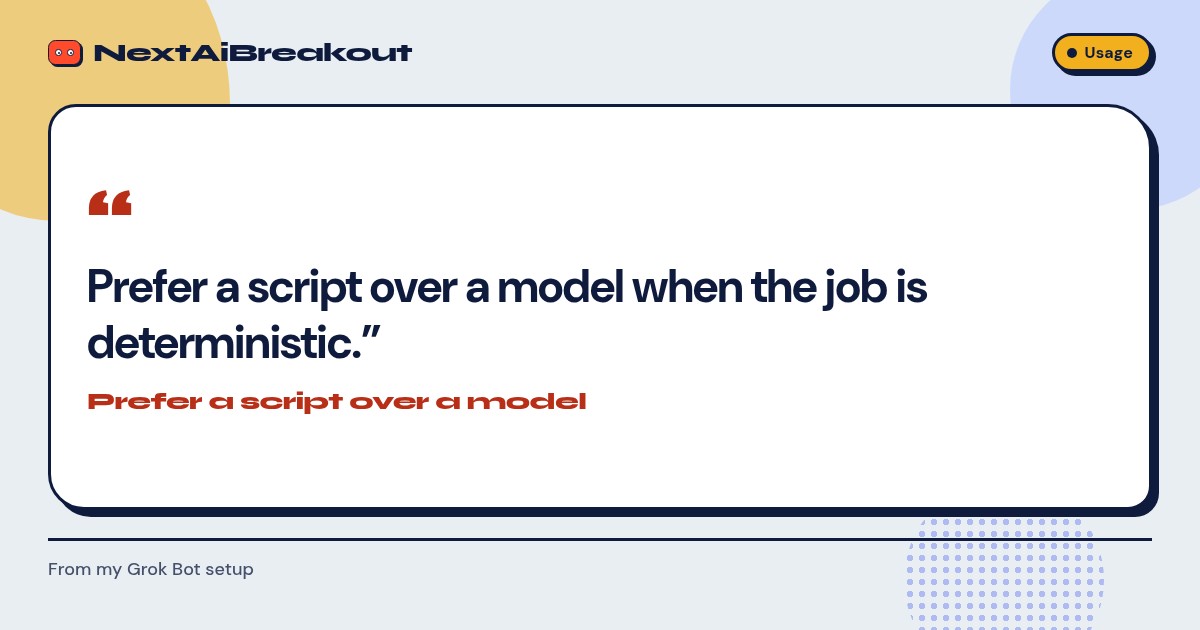 NextAiBreakout
Usage
“
Prefer a script over a model when the job is
deterministic.”
Prefer a script over a model
From my Grok Bot setup